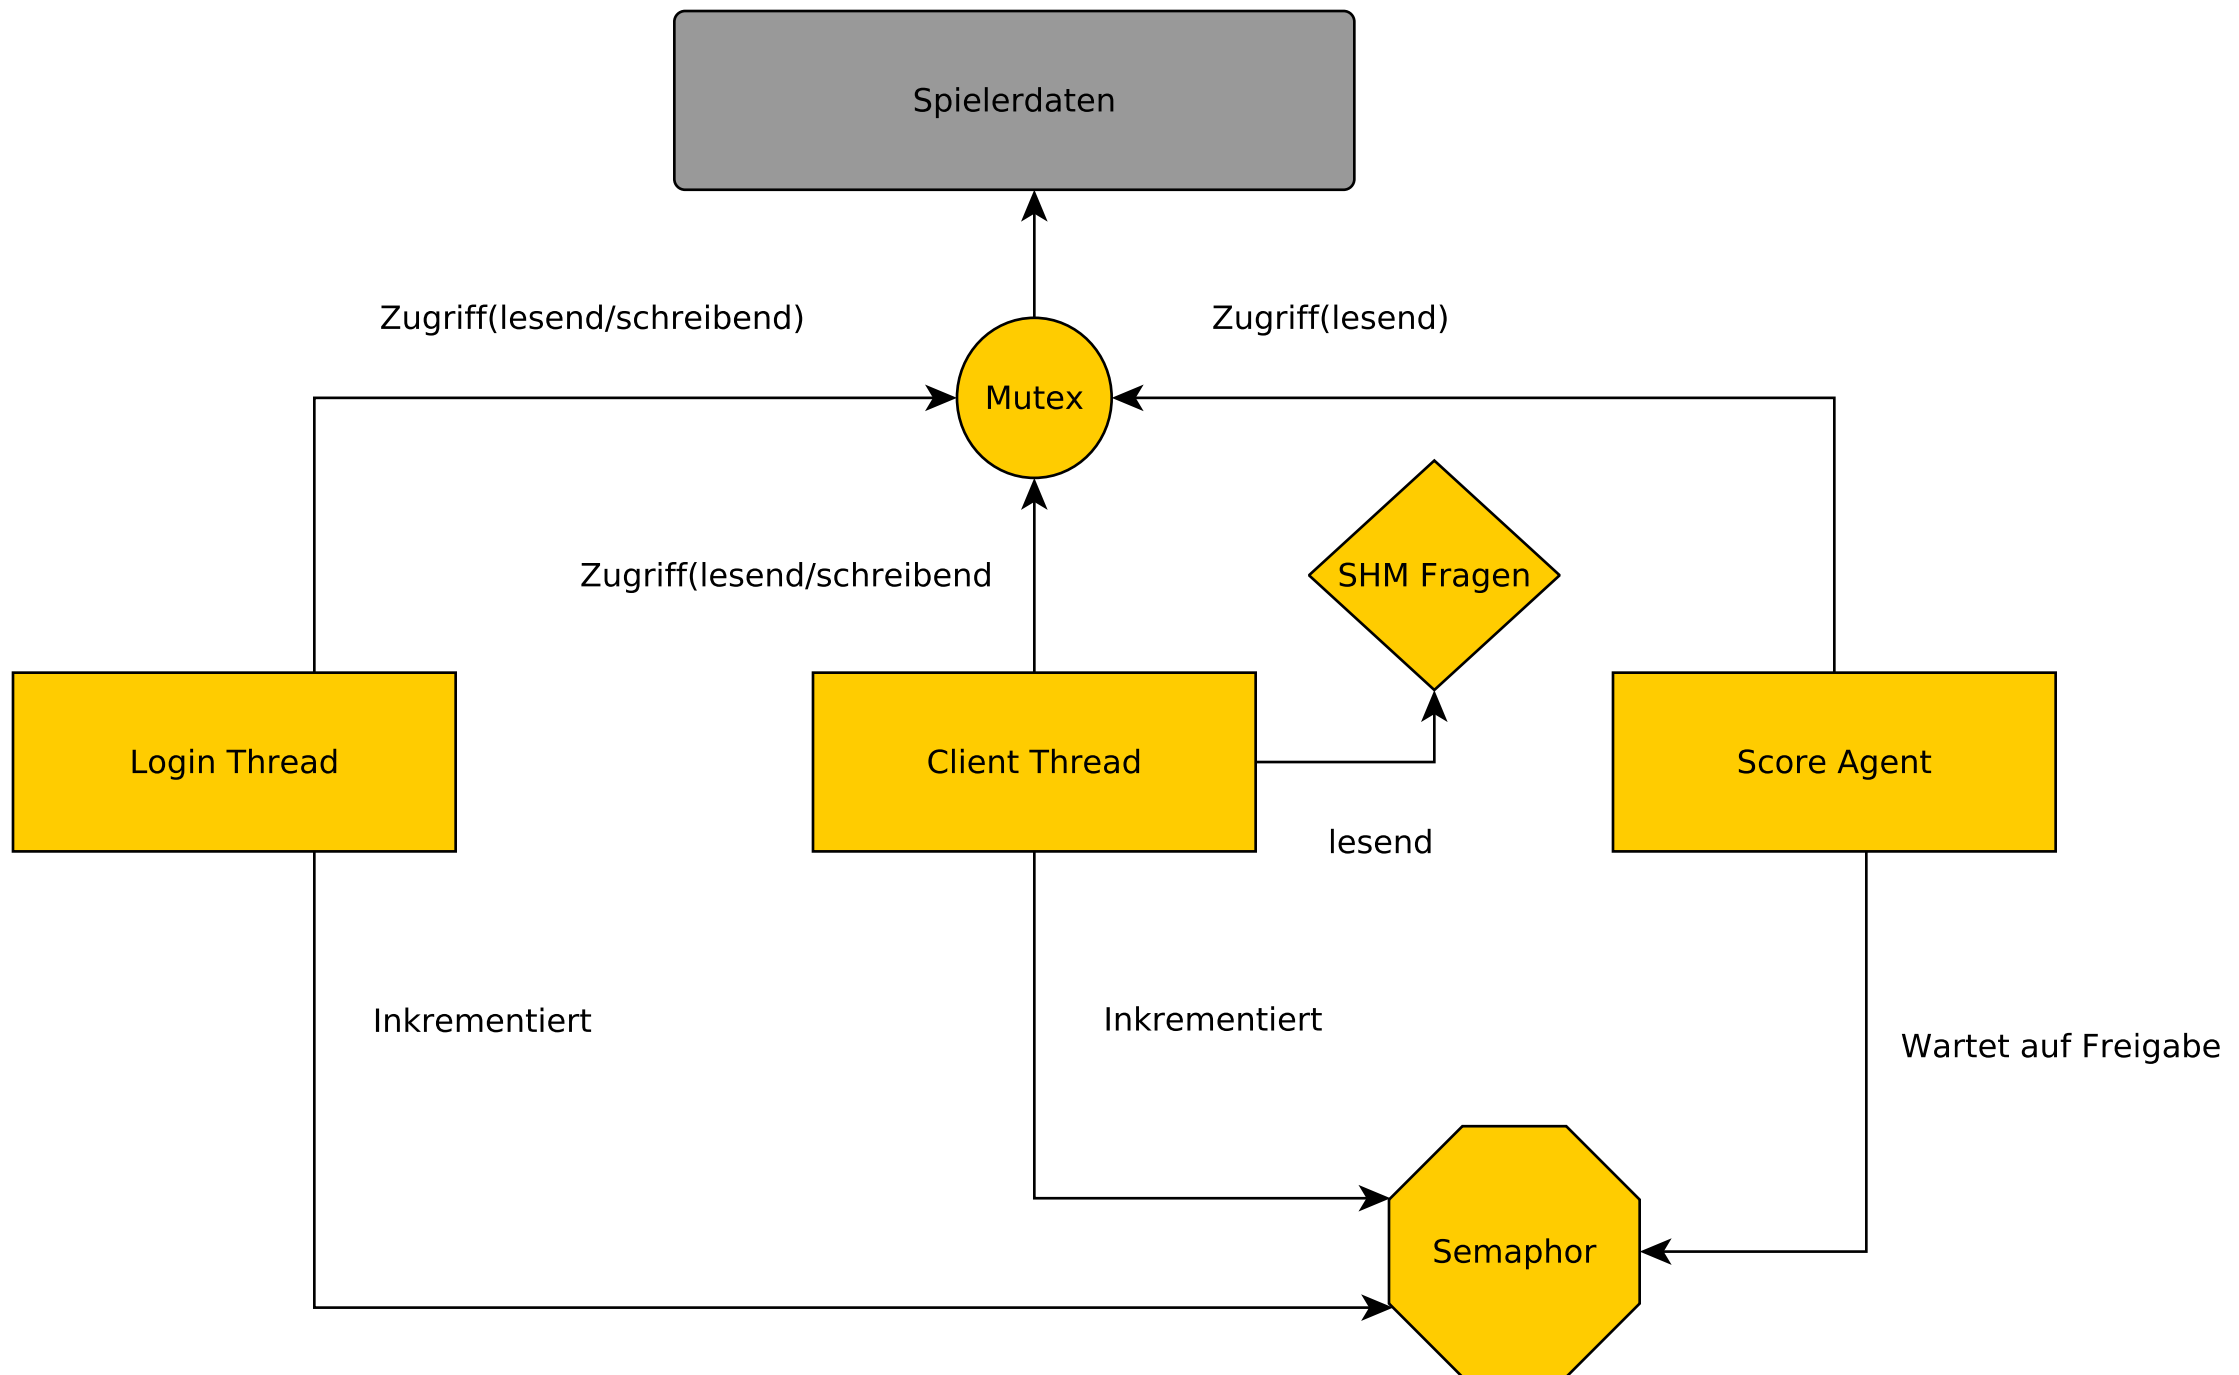 Spielerdaten
Zugriff(lesend/schreibend)
Zugriff(lesend)
Mutex
Zugriff(lesend/schreibend
SHM Fragen
Login Thread
Client Thread
Score Agent
lesend
Inkrementiert
Inkrementiert
Wartet auf Freigabe
Semaphor